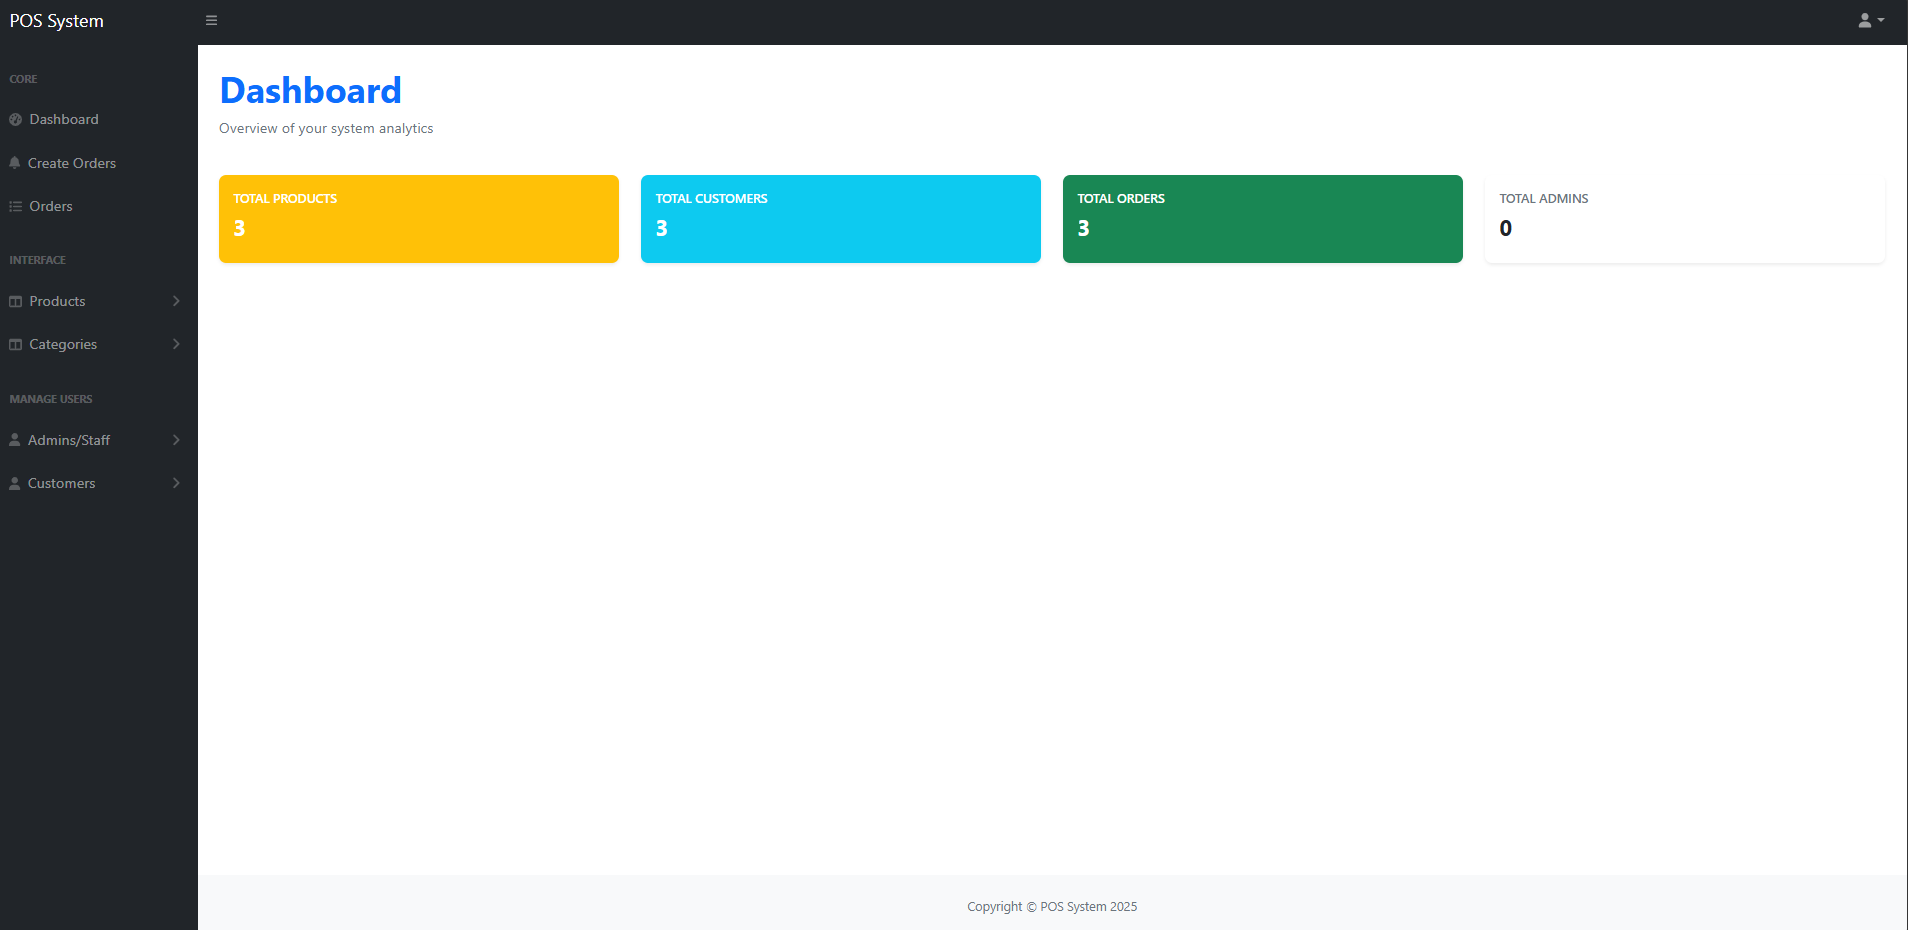 POS System
CORE
Dashboard
Create Orders
Orders
INTERFACE
Products
Categories
MANAGE USERS
Admins/Staff
Customers
Dashboard
Overview of your system analytics
TOTAL PRODUCTS
3
TOTAL CUSTOMERS
3
TOTAL ORDERS
3
TOTAL ADMINS
0
Copyright © POS System 2025